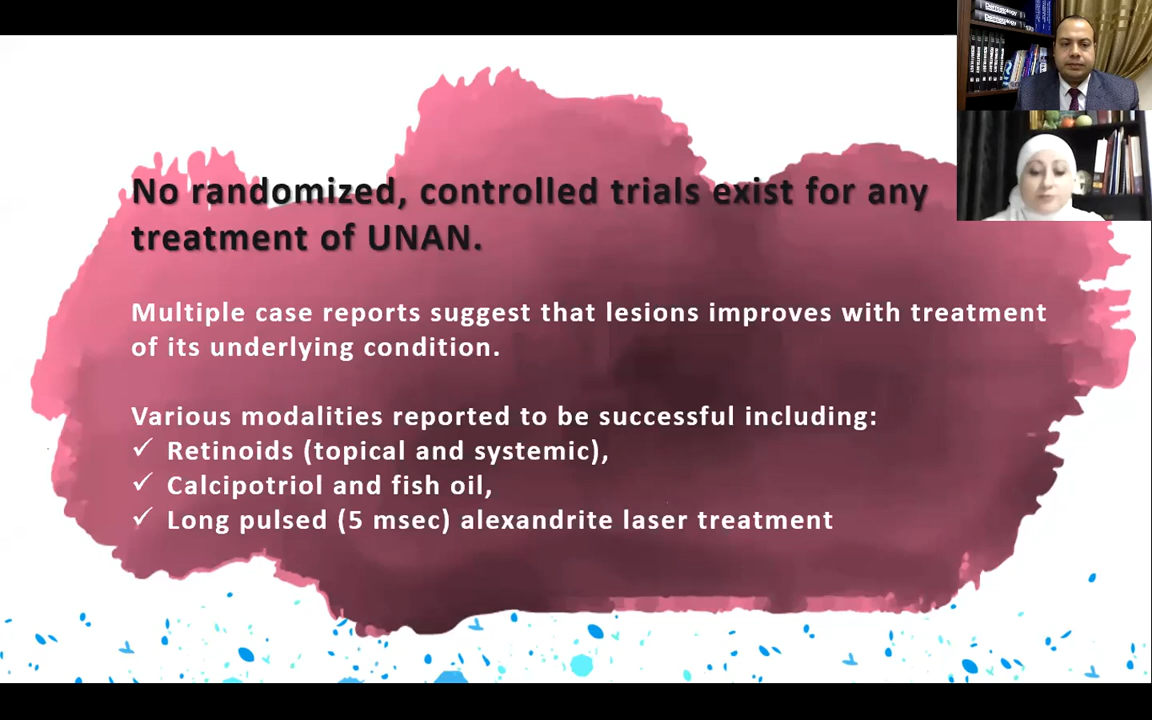 No randomized, controlled trials exist for any
treatment of UNAN.
Multiple case reports suggest that lesions improves with treatment
of its underlying condition.
Various modalities reported to be successful including:
✓ Retinoids (topical and systemic),
✓ Calcipotriol and fish oil,
✓ Long pulsed (5 msec) alexandrite laser treatment
Dermatology
Dermatology